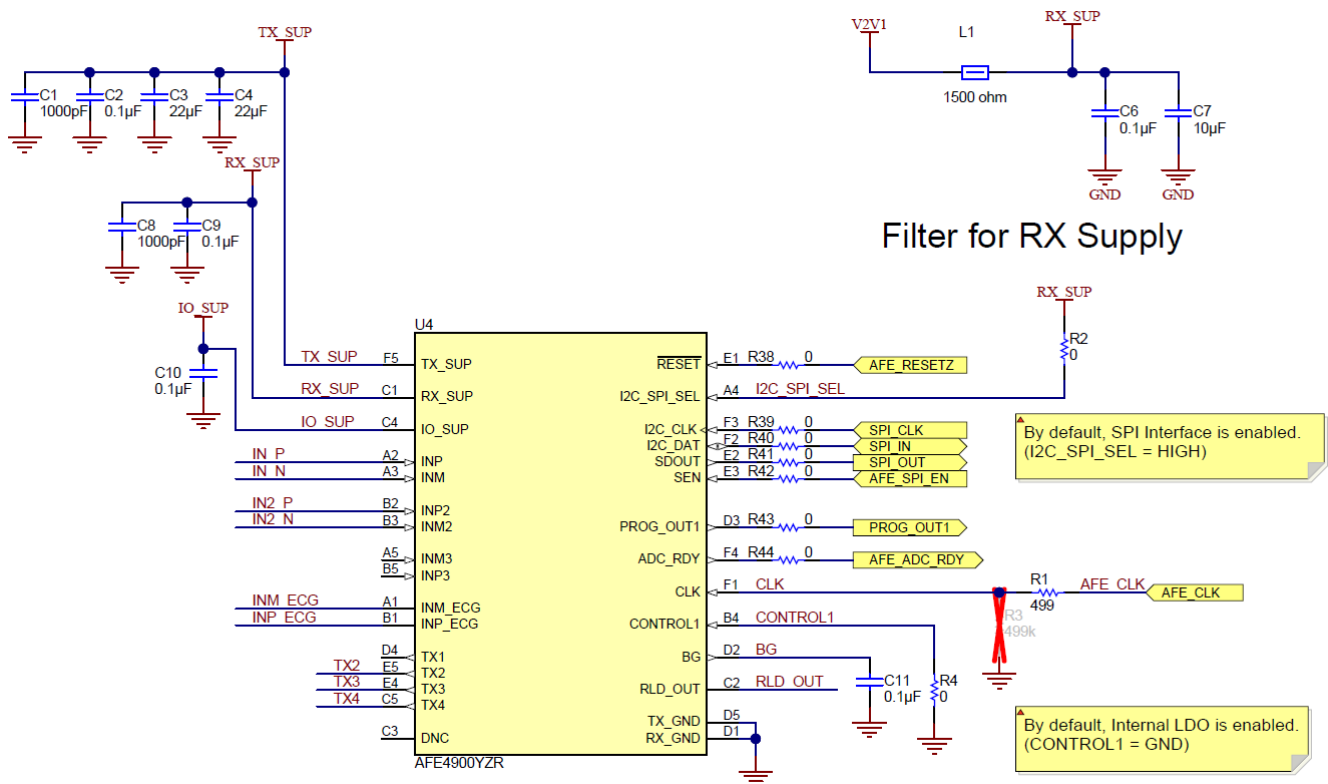 TX_SUP
C1
1000pF
C2
0.1µF
C3
22µF
C4
22µF
V2V1
L1
1500 ohm
RX_SUP
C6
0.1µF
C7
10µF
GND
GND
Filter for RX Supply
RX_SUP
C8
1000pF
C9
0.1µF
IO_SUP
C10
0.1µF
RX_SUP
R2
0
U4
TX_SUP F5 TX_SUP
RX_SUP C1 RX_SUP
IO_SUP C4 IO_SUP
IN_P A2 INP
IN_N A3 INM
IN2_P B2 INP2
IN2_N B3 INM2
A5 INM3
B5 INP3
INM_ECG A1 INM_ECG
INP_ECG B1 INP_ECG
D4 TX1
TX2 E5 TX2
TX3 E4 TX3
TX4 C5 TX4
C3 DNC
RESET E1 R38 0 AFE_RESETZ
I2C_SPI_SEL A4 I2C_SPI_SEL
I2C_CLK F3 R39 0 SPI_CLK
I2C_DAT F2 R40 0 SPI_IN
SDOUT E2 R41 0 SPI_OUT
SEN E3 R42 0 AFE_SPI_EN
PROG_OUT1 D3 R43 0 PROG_OUT1
ADC_RDY F4 R44 0 AFE_ADC_RDY
CLK F1 CLK
R1
499
AFE_CLK AFE_CLK
R3
499k
CONTROL1 B4 CONTROL1
BG D2 BG
C11
0.1µF
R4
0
RLD_OUT C2 RLD_OUT
TX_GND D5
RX_GND D1
AFE4900YZR
By default, SPI Interface is enabled.
(I2C_SPI_SEL = HIGH)
By default, Internal LDO is enabled.
(CONTROL1 = GND)